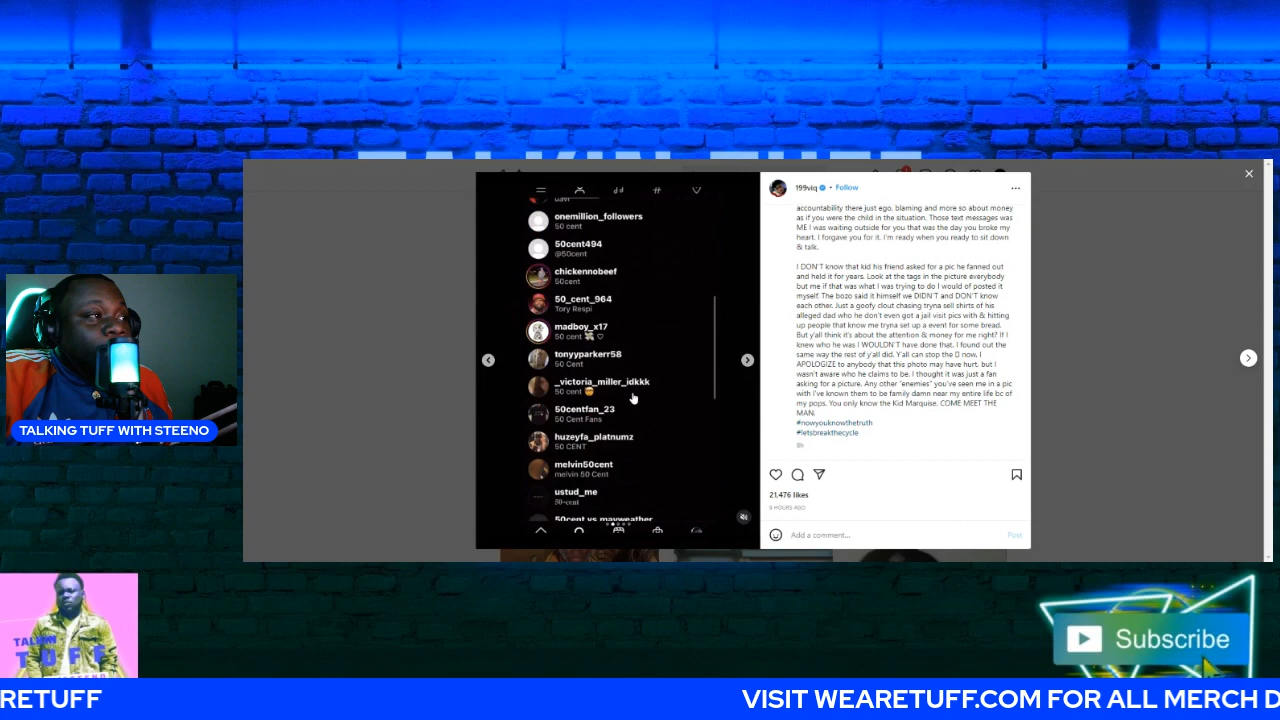 199viq • Follow
accountability there just ego, blaming and more so about money
as if you were the child in the situation. Those text messages was
ME I was waiting outside for you that was the day you broke my
heart. I forgave you for it. I'm ready when you ready to sit down
& talk.
I DON'T know that kid his friend asked for a pic he fanned out
and held it for years. Look at the tags in the picture everybody
but me if that was what I was trying to do I would of posted it
myself. The bozo said it himself we DIDN'T and DON'T know
each other. Just a goofy clout chasing tryna sell shirts of his
alleged dad who he don't even got a jail visit pics with & hitting
up people that know me tryna set up a event for some bread.
But y'all think it's about the attention & money for me right? If I
knew who he was I WOULDN'T have done that. I found out the
same way the rest of y'all did. Y'all can stop the now, I
APOLOGIZE to anybody that this photo may have hurt, but I
wasn't aware who he claims to be. I thought it was just a fan
asking for a picture. Any other "enemies" you've seen me in a pic
with I've known them to be family damn near my entire life bc of
my pops. You only know the Kid Marquise. COME MEET THE
MAN.
#nowyouknowthetruth
#letsbreakthecycle
21,476 likes
Add a comment...
Post
onemillion_followers
50 cent
50cent494
@50cent
chickennobeef
50cent
50_cent_964
Tory Respi
madboy_x17
50 cent 💸 ♡
tonyyparkerr58
50 Cent
_victoria_miller_idkkk
50 cent
50centfan_23
50 Cent Fans
huzeyfa_platnumz
50 CENT
melvin50cent
melvin 50 Cent
ustud_me
50-cent
50cent vs mayweather
TALKING TUFF WITH STEENO
TALKIN
TUFF
Subscribe
RETUFF
VISIT WEARETUFF.COM FOR ALL MERCH D